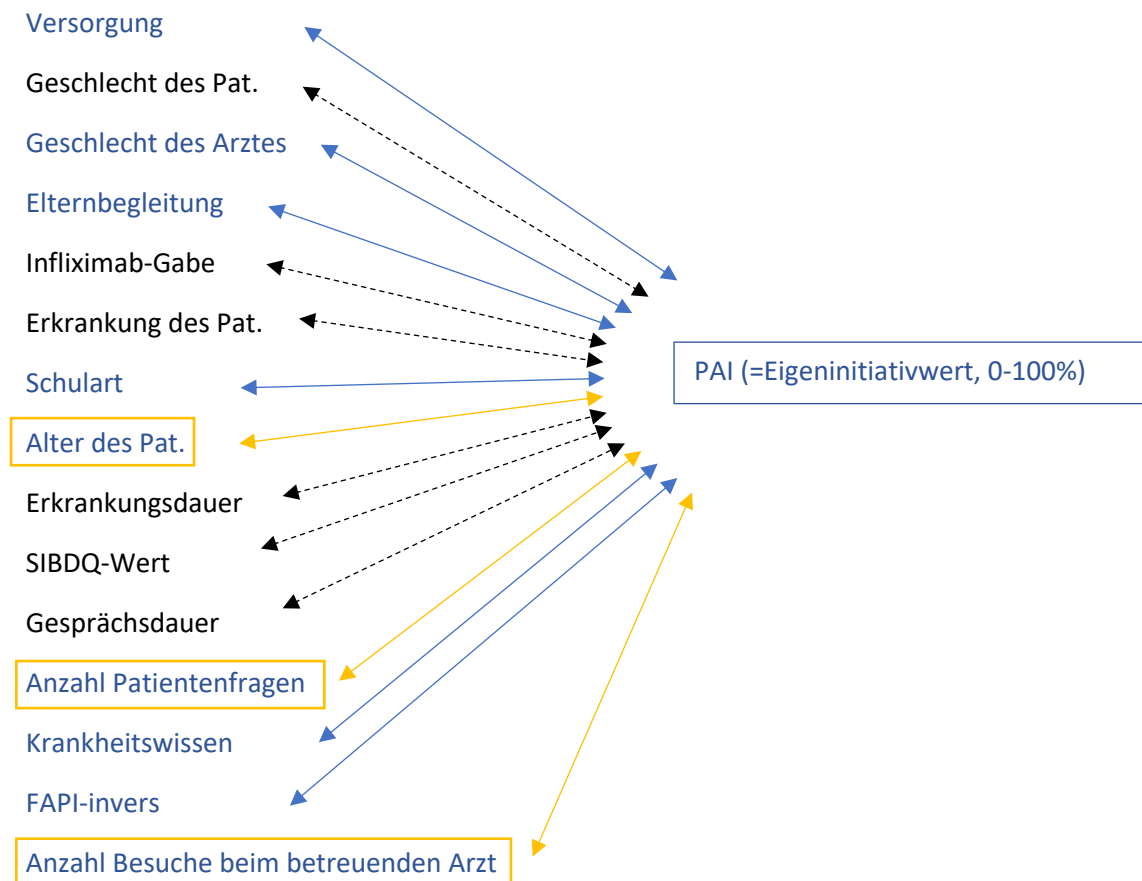 Versorgung
Geschlecht des Pat.
Geschlecht des Arztes
Elternbegleitung
Infliximab-Gabe
Erkrankung des Pat.
Schulart
PAI (=Eigeninitiativwert, 0-100%)
Alter des Pat.
Erkrankungsdauer
SIBDQ-Wert
Gesprächsdauer
Anzahl Patientenfragen
Krankheitswissen
FAPI-invers
Anzahl Besuche beim betreuenden Arzt